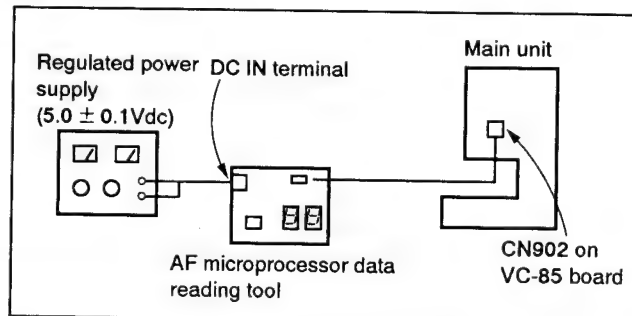 Regulated power
supply
(5.0 ± 0.1Vdc)
DC IN terminal
Main unit
AF microprocessor data
reading tool
CN902 on
VC-85 board